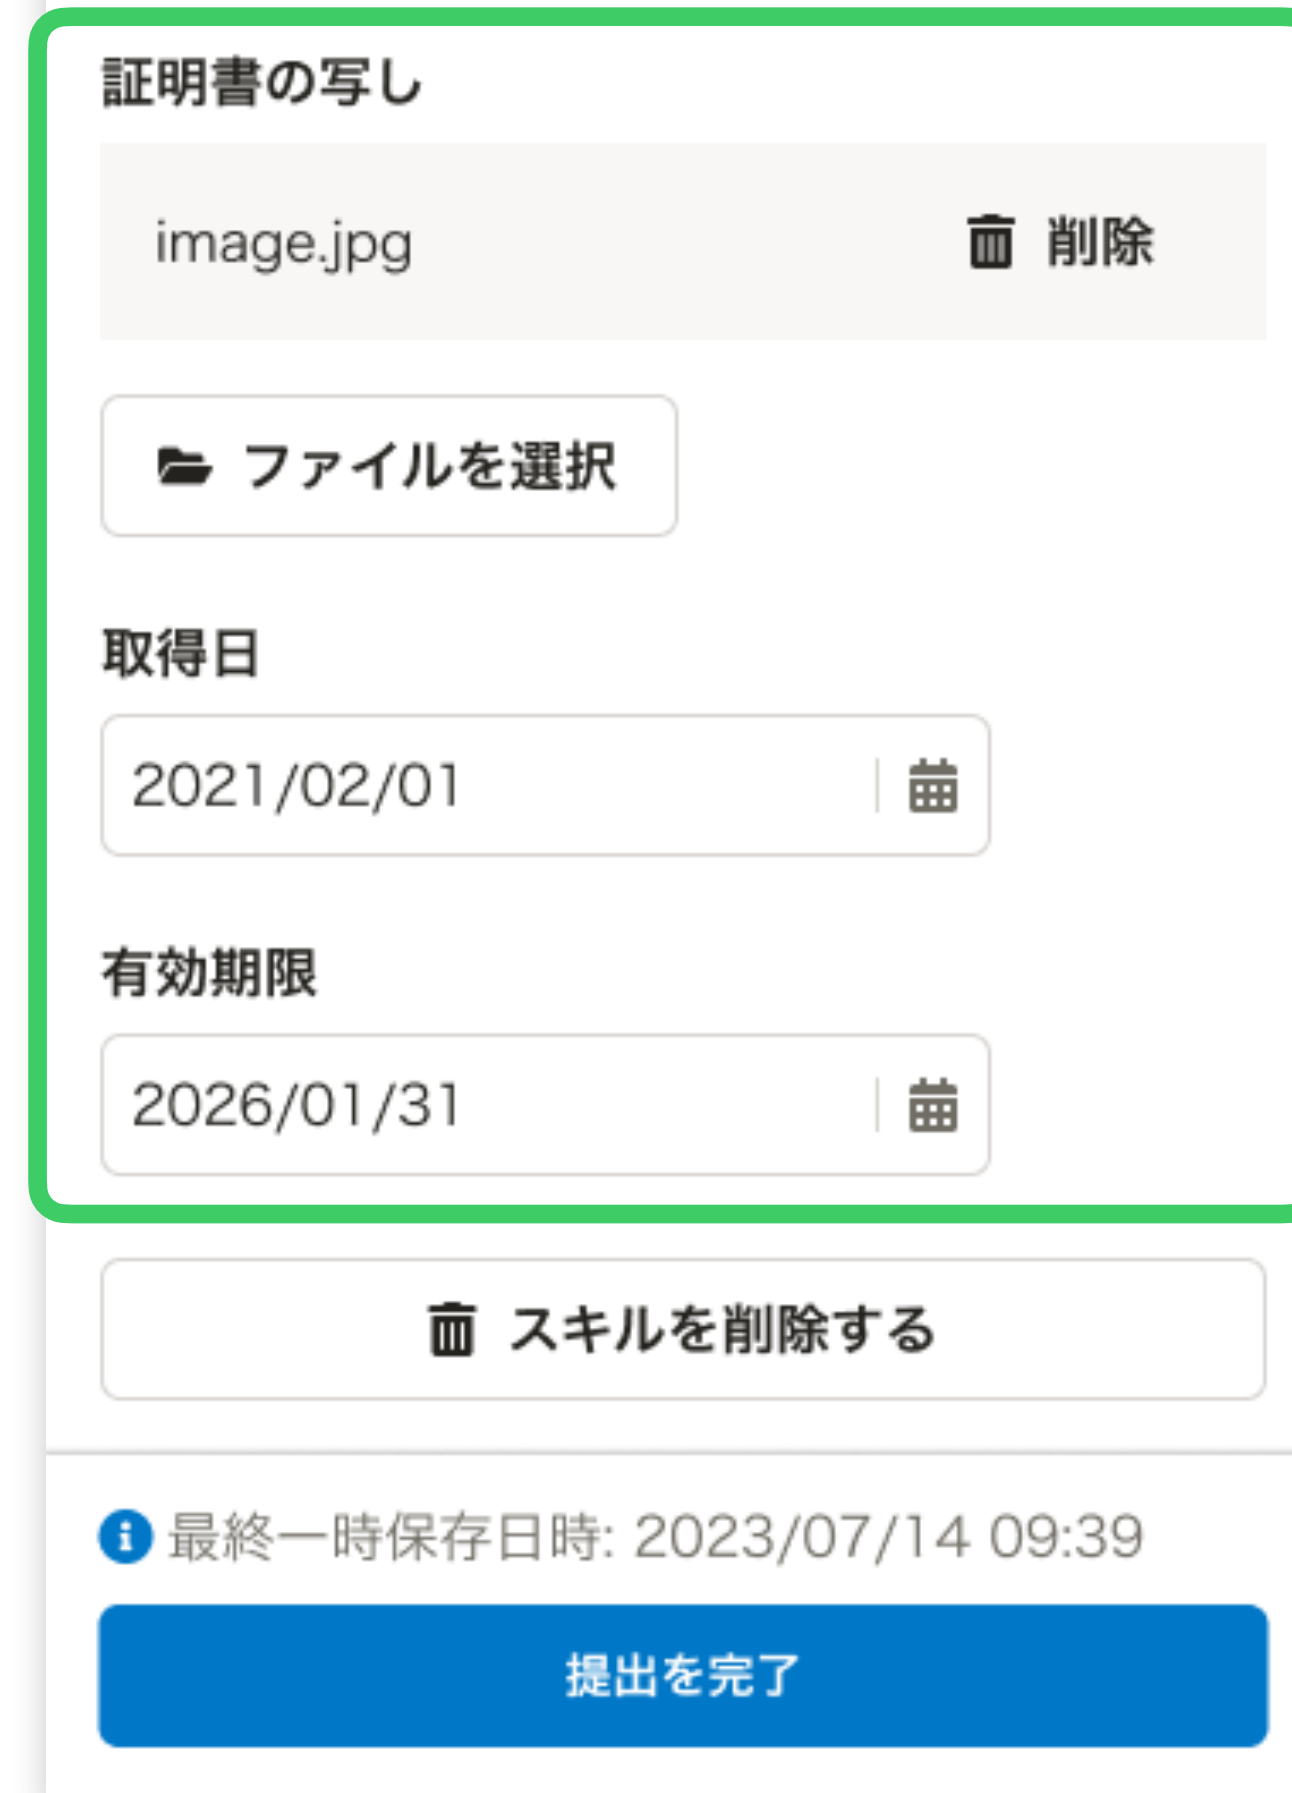 証明書の写し
image.jpg 削除
ファイルを選択
取得日
2021/02/01
有効期限
2026/01/31
スキルを削除する
最終一時保存日時: 2023/07/14 09:39
提出を完了